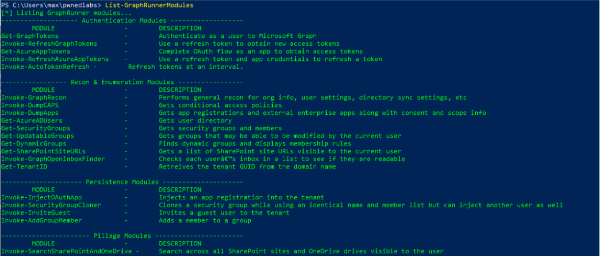 PS C:\Users\max\pwnedlabs> List-GraphRunnerModules
[*] Listing GraphRunner modules...
-------------------- Authentication Modules --------------------
MODULE - DESCRIPTION
Get-GraphTokens - Authenticate as a user to Microsoft Graph
Invoke-RefreshGraphTokens - Use a refresh token to obtain new access tokens
Get-AzureAppTokens - Complete OAuth flow as an app to obtain access tokens
Invoke-RefreshAzureAppTokens - Use a refresh token and app credentials to refresh a token
Invoke-AutoTokenRefresh - Refresh tokens at an interval.
----------------- Recon & Enumeration Modules -----------------
MODULE - DESCRIPTION
Invoke-GraphRecon - Performs general recon for org info, user settings, directory sync settings, etc
Invoke-DumpCAPS - Gets conditional access policies
Invoke-DumpApps - Gets app registrations and external enterprise apps along with consent and scope info
Get-AzureADUsers - Gets user directory
Get-SecurityGroups - Gets security groups and members
Get-UpdatableGroups - Gets groups that may be able to be modified by the current user
Get-DynamicGroups - Finds dynamic groups and displays membership rules
Get-SharePointSiteURLs - Gets a list of SharePoint site URLs visible to the current user
Invoke-GraphOpenInboxFinder - Checks each userâ€™s inbox in a list to see if they are readable
Get-TenantID - Retreives the tenant GUID from the domain name
-------------------- Persistence Modules --------------------
MODULE - DESCRIPTION
Invoke-InjectOAuthApp - Injects an app registration into the tenant
Invoke-SecurityGroupCloner - Clones a security group while using an identical name and member list but can inject another user as well
Invoke-InviteGuest - Invites a guest user to the tenant
Invoke-AddGroupMember - Adds a member to a group
-------------------- Pillage Modules --------------------
MODULE - DESCRIPTION
Invoke-SearchSharePointAndOneDrive - Search across all SharePoint sites and OneDrive drives visible to the user